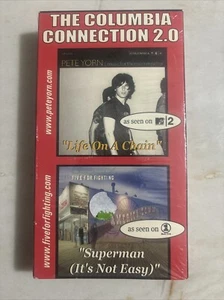 THE COLUMBIA
CONNECTION 2.0
PETE YORN
www.peteyorn.com
as seen on MTV 2
"Life On A Chain"
FIVE FOR FIGHTING
www.fiveforfighting.com
as seen on
"Superman
(It's Not Easy)"